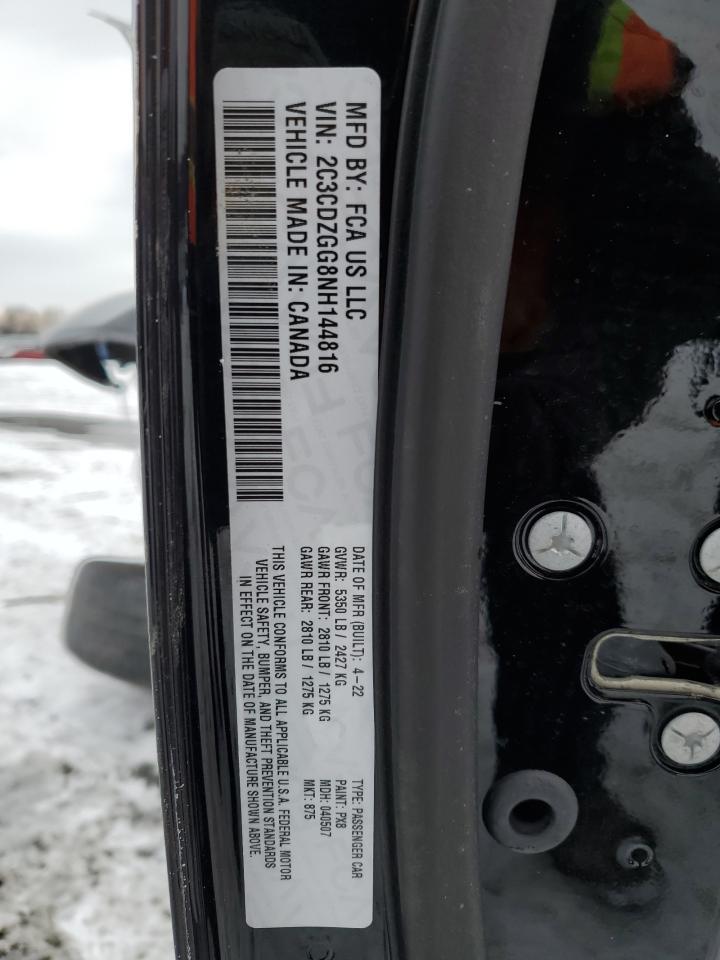 MFD BY: FCA US LLC
VIN: 2C3CDZGG8NH144816
VEHICLE MADE IN: CANADA
DATE OF MFR (BUILT): 4-22
GVWR: 5350 LB / 2427 KG
GAWR FRONT: 2810 LB / 1275 KG
GAWR REAR: 2810 LB / 1275 KG
TYPE: PASSENGER CAR
PAINT: PX8
MDH: 040507
MKT: 875
THIS VEHICLE CONFORMS TO ALL APPLICABLE U.S.A. FEDERAL MOTOR
VEHICLE SAFETY, BUMPER, AND THEFT PREVENTION STANDARDS
IN EFFECT ON THE DATE OF MANUFACTURE SHOWN ABOVE.